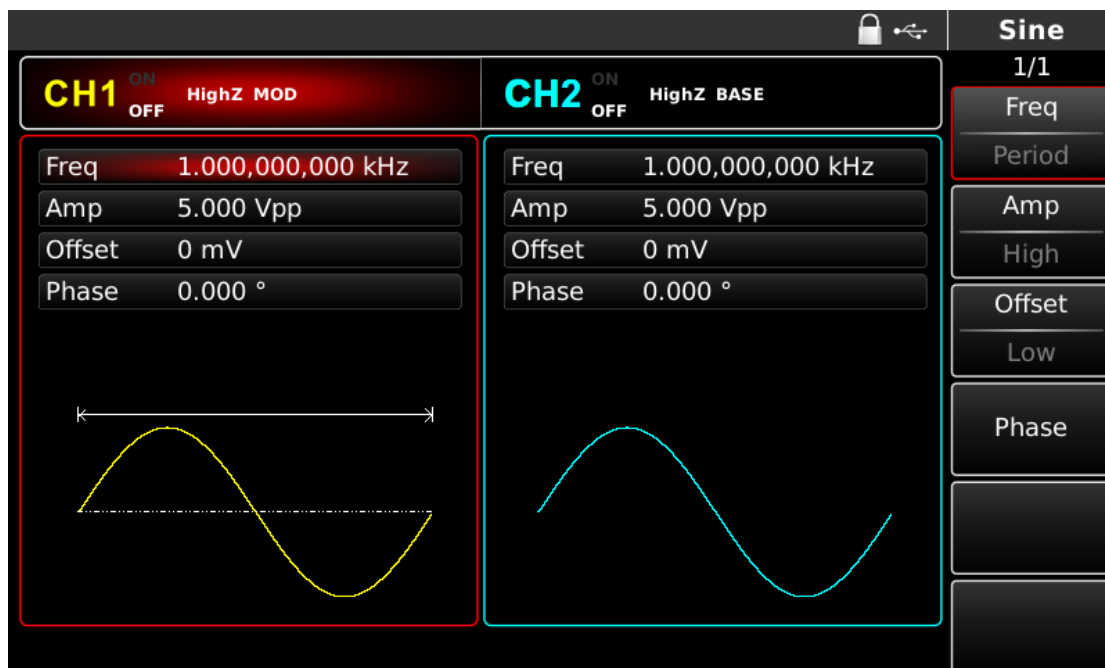 Sine
1/1
CH1 ON OFF HighZ MOD
CH2 ON OFF HighZ BASE
Freq 1.000,000,000 kHz
Amp 5.000 Vpp
Offset 0 mV
Phase 0.000 °
Freq 1.000,000,000 kHz
Amp 5.000 Vpp
Offset 0 mV
Phase 0.000 °
Freq
Period
Amp
High
Offset
Low
Phase